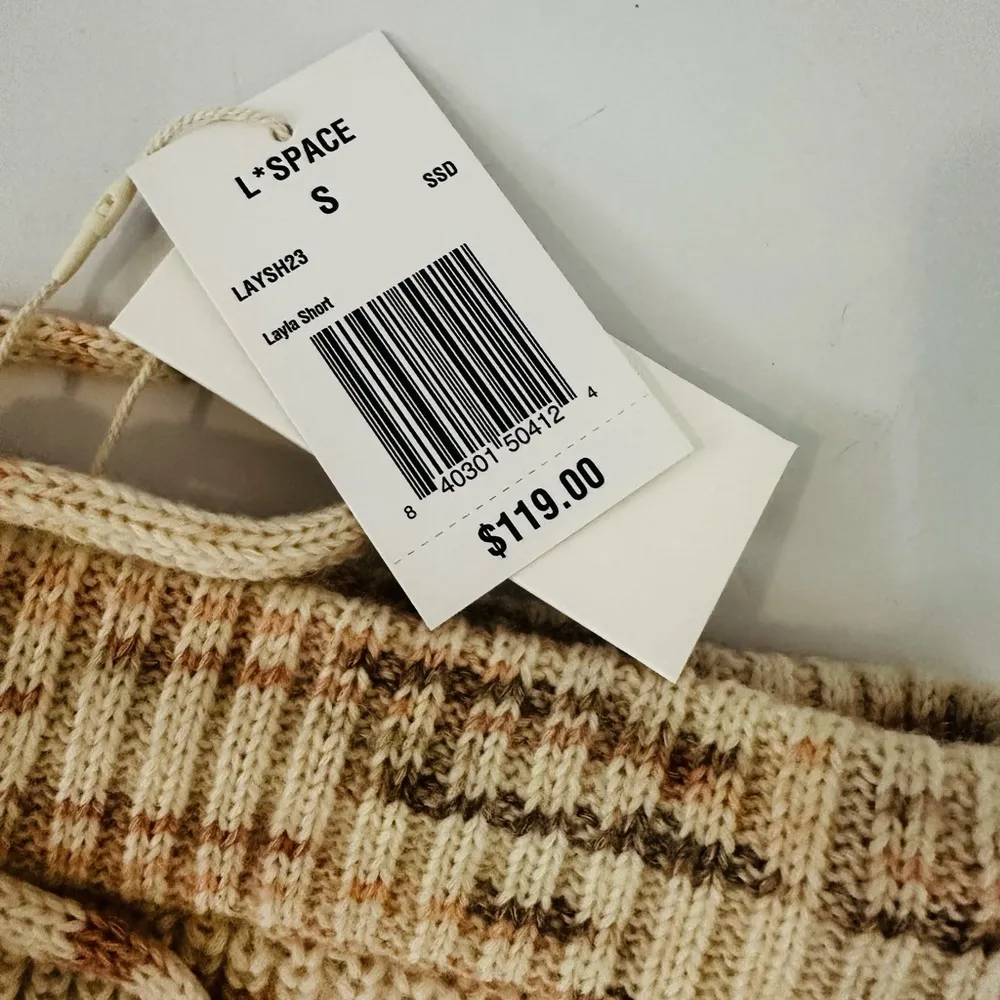 L*SPACE
S
SSD
LAYSH23
Layla Short
8 40301 50412 4
$119.00